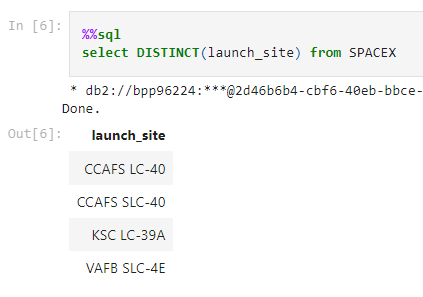 In [6]:
%%sql
select DISTINCT(launch_site) from SPACEX
* db2://bpp96224:***@2d46b6b4-cbf6-40eb-bbce-
Done.
Out[6]:
launch_site
CCAFS LC-40
CCAFS SLC-40
KSC LC-39A
VAFB SLC-4E